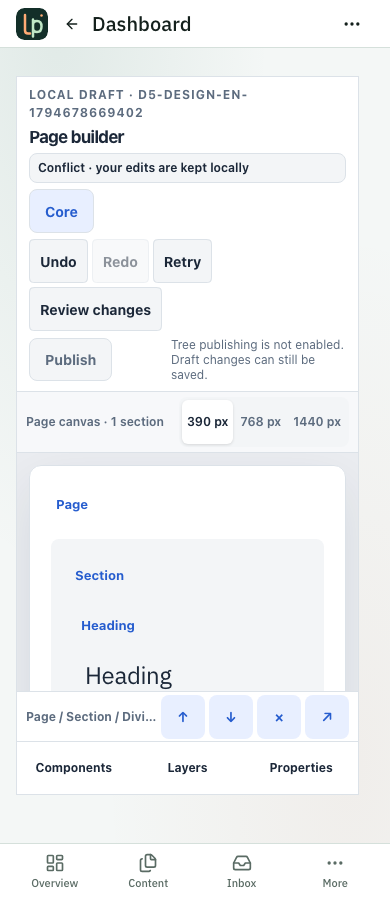 lp
Dashboard
LOCAL DRAFT · D5-DESIGN-EN-
1794678669402
Page builder
Conflict · your edits are kept locally
Core
Undo Redo Retry
Review changes
Publish
Tree publishing is not enabled.
Draft changes can still be
saved.
Page canvas · 1 section 390 px 768 px 1440 px
Page
Section
Heading
Heading
Page / Section / Divi...
Components Layers Properties
Overview Content Inbox More